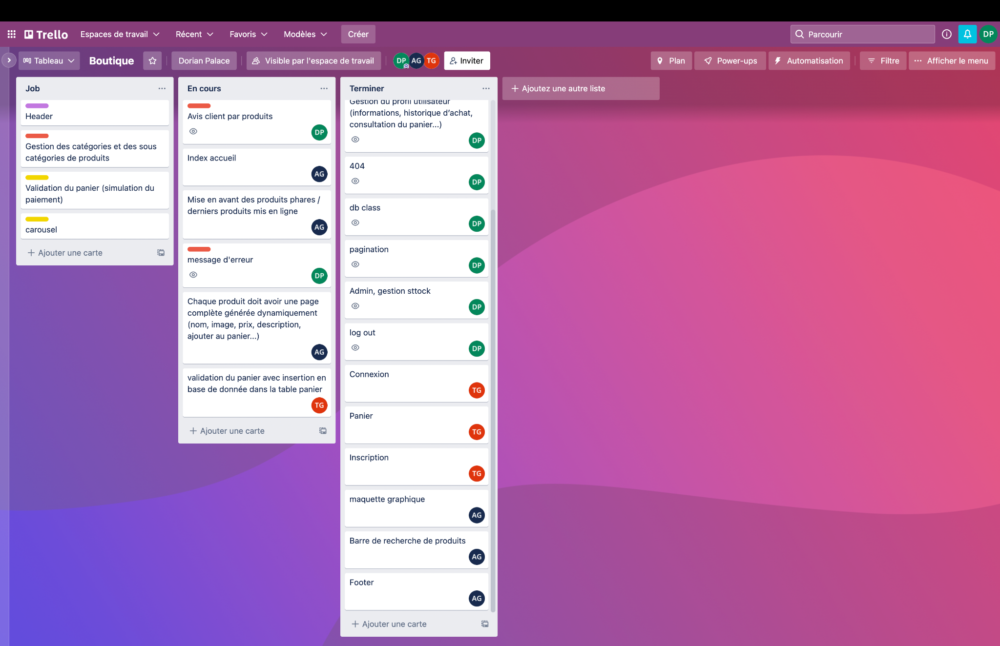 Trello
Espaces de travail
Récent
Favoris
Modèles
Créer
Parcourir
DP
Tableau
Boutique
Dorian Palace
Visible par l'espace de travail
DP AG TG
Inviter
Plan
Power-ups
Automatisation
Filtre
Afficher le menu
Job
Header
Gestion des catégories et des sous
catégories de produits
Validation du panier (simulation du
paiement)
carousel
Ajouter une carte
En cours
Avis client par produits
DP
Index accueil
AG
Mise en avant des produits phares /
derniers produits mis en ligne
AG
message d'erreur
DP
Chaque produit doit avoir une page
complète générée dynamiquement
(nom, image, prix, description,
ajouter au panier...)
AG
validation du panier avec insertion en
base de donnée dans la table panier
TG
Ajouter une carte
Terminer
Gestion du profil utilisateur
(informations, historique d’achat,
consultation du panier...)
DP
404
DP
db class
DP
pagination
DP
Admin, gestion sttock
DP
log out
DP
Connexion
TG
Panier
TG
Inscription
TG
maquette graphique
AG
Barre de recherche de produits
AG
Footer
AG
Ajouter une carte
Ajoutez une autre liste